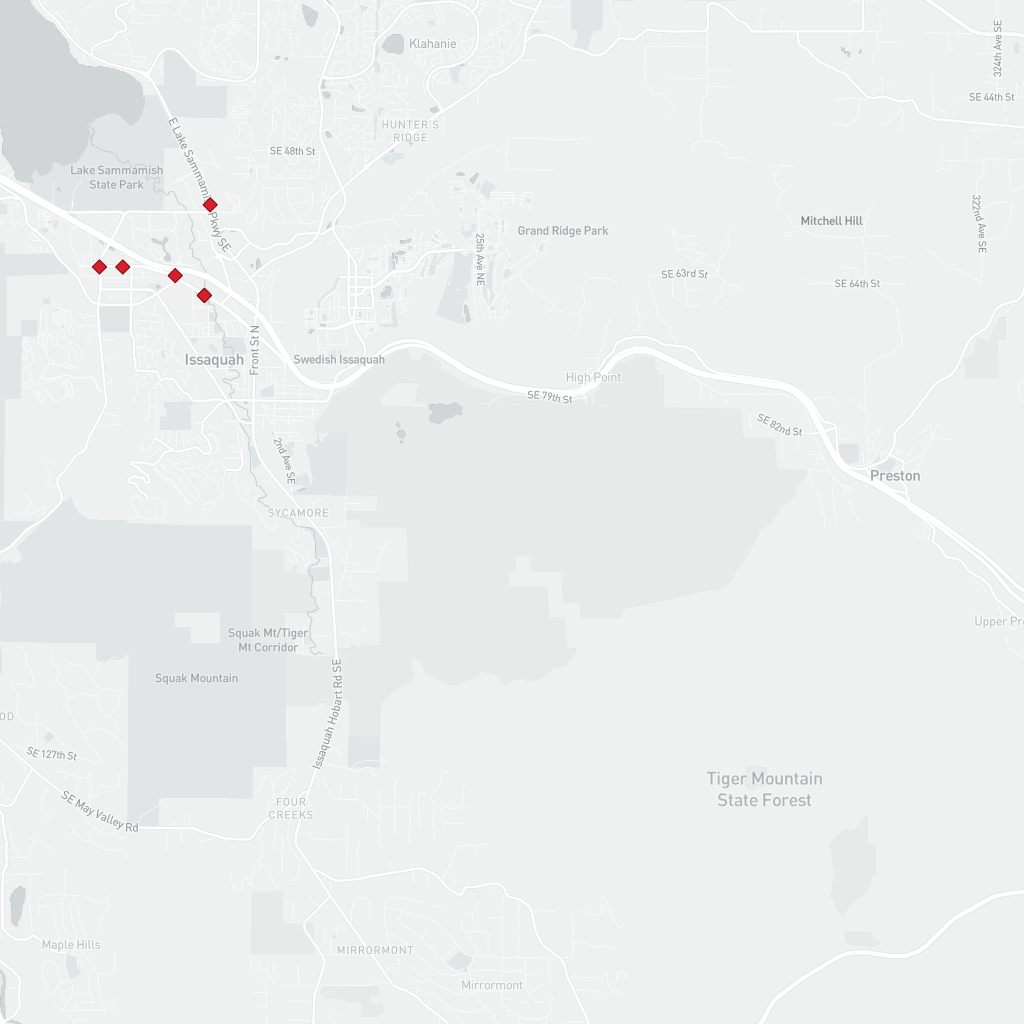 Klahanie
324th Ave SE
SE 44th St
HUNTER'S
RIDGE
SE 48th St
E Lake Sammamish Pkwy SE
Lake Sammamish
State Park
322nd Ave SE
Mitchell Hill
Grand Ridge Park
25th Ave NE
SE 63rd St
SE 64th St
Front St N
Issaquah
Swedish Issaquah
High Point
SE 79th St
SE 82nd St
2nd Ave SE
Preston
SYCAMORE
Squak Mt/Tiger
Mt Corridor
Squak Mountain
Issaquah Hobart Rd SE
OD
SE 127th St
SE May Valley Rd
FOUR
CREEKS
Tiger Mountain
State Forest
Upper Pr
Maple Hills
MIRRORMONT
Mirrormont